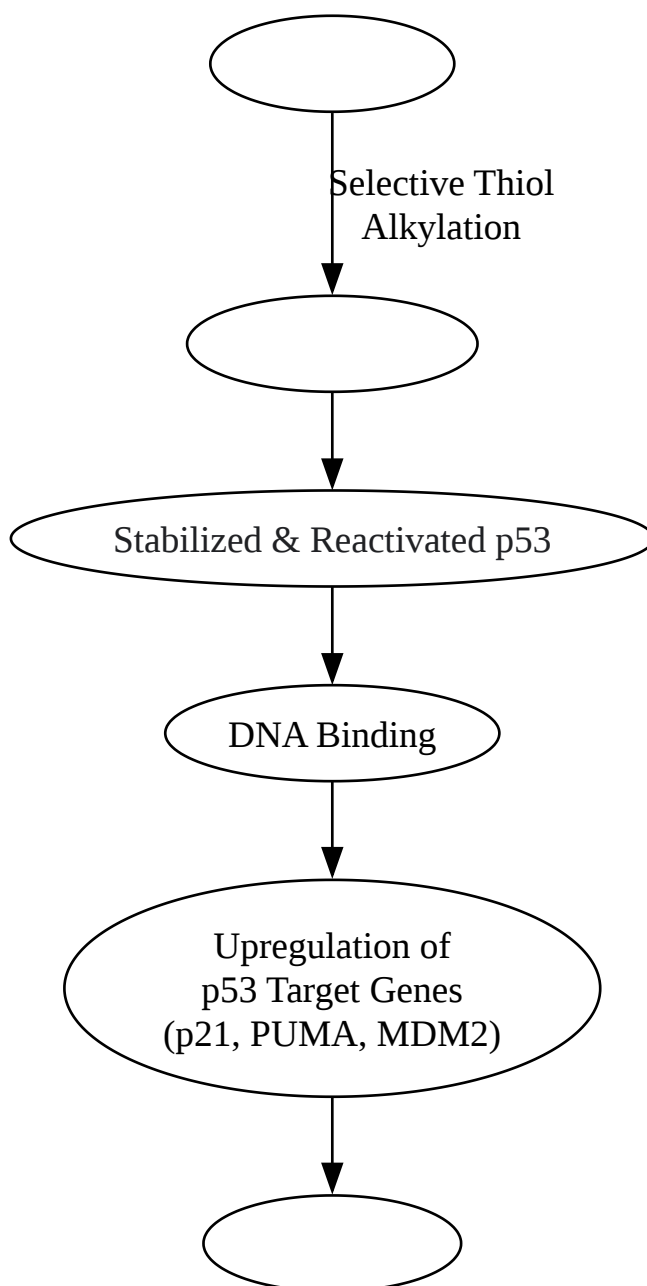 Selective Thiol
Alkylation
Stabilized & Reactivated p53
DNA Binding
Upregulation of
p53 Target Genes
(p21, PUMA, MDM2)